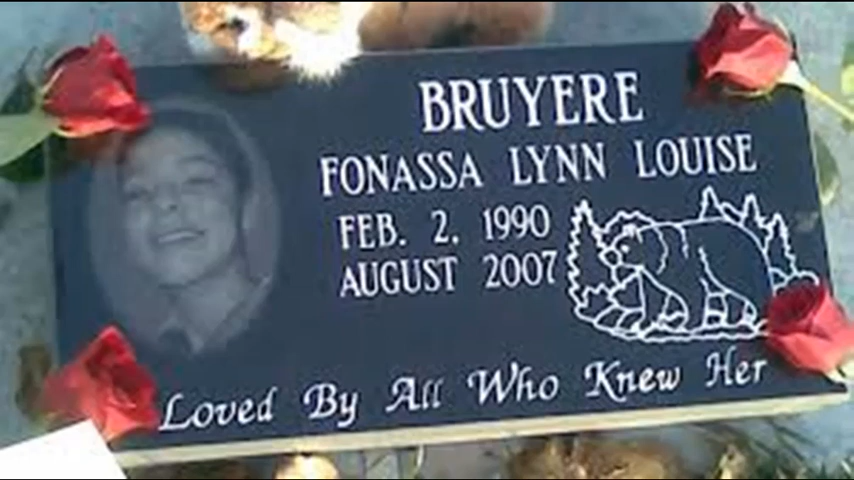 BRUYERE
FONASSA LYNN LOUISE
FEB. 2. 1990
AUGUST 2007
Loved By All Who Knew Her